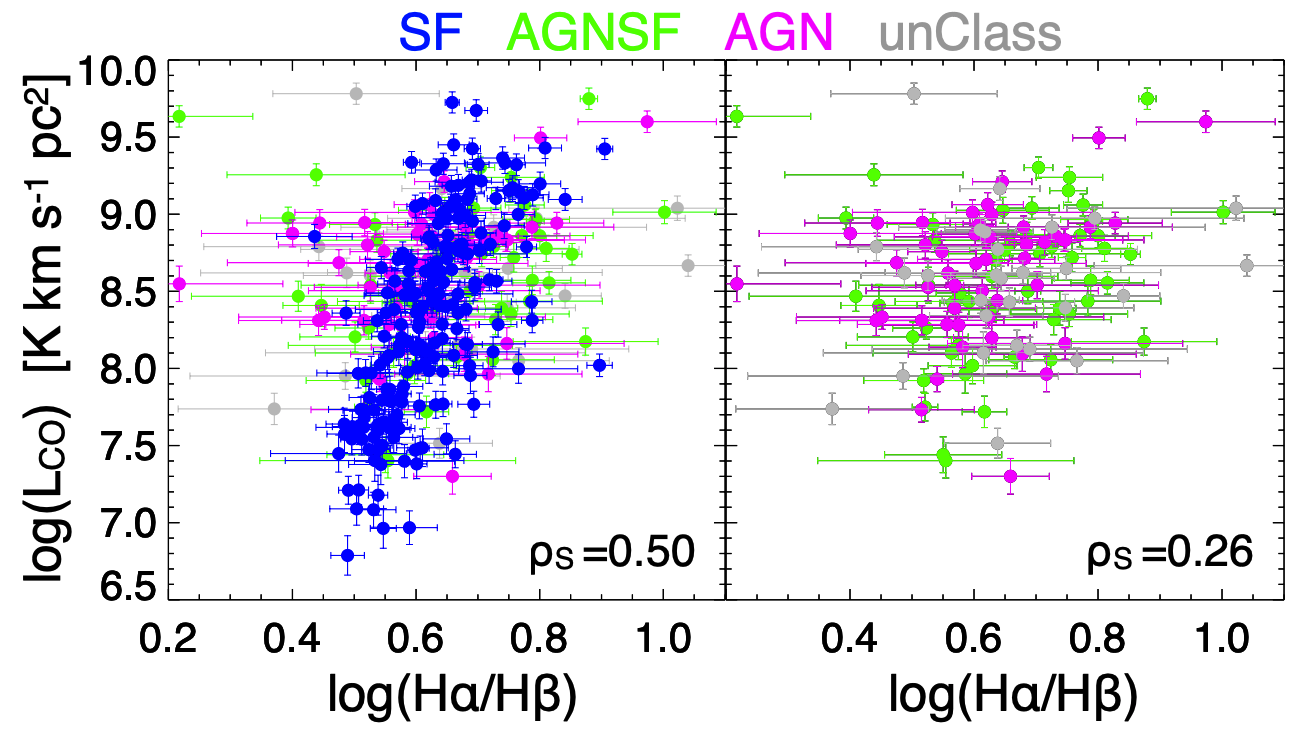 SF AGNSF AGN unClass
log(LCO) [K km s-1 pc2]
10.0
9.5
9.0
8.5
8.0
7.5
7.0
6.5
ρS=0.50
ρS=0.26
0.2 0.4 0.6 0.8 1.0
0.4 0.6 0.8 1.0
log(Hα/Hβ)
log(Hα/Hβ)